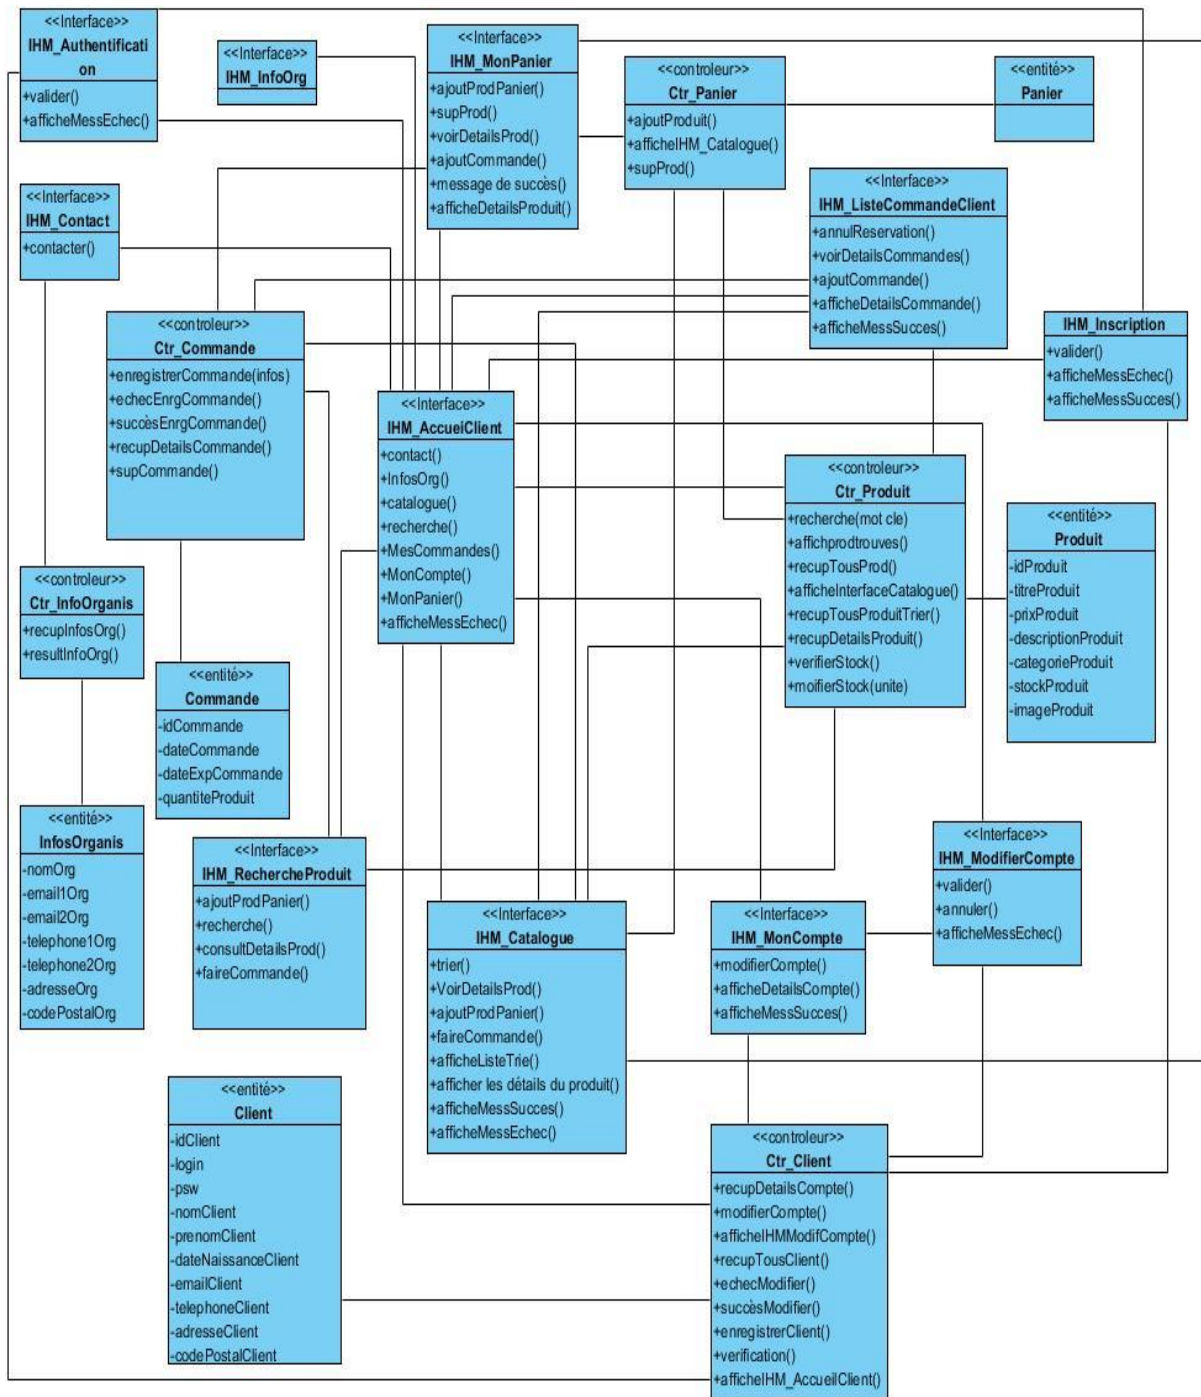 <<Interface>>
IHM_Authentificati
on
+valider()
+afficheMessEchec()
<<Interface>>
IHM_InfoOrg
<<Interface>>
IHM_MonPanier
+ajoutProdPanier()
+supProd()
+voirDetailsProd()
+ajoutCommande()
+message de succès()
+afficheDetailsProduit()
<<controleur>>
Ctr_Panier
+ajoutProduit()
+afficheIHM_Catalogue()
+supProd()
<<entité>>
Panier
<<Interface>>
IHM_Contact
+contacter()
<<Interface>>
IHM_ListeCommandeClient
+annulReservation()
+voirDetailsCommandes()
+ajoutCommande()
+afficheDetailsCommande()
+afficheMessSucces()
<<controleur>>
Ctr_Commande
+enregistrerCommande(infos)
+echecEnrgCommande()
+succèsEnrgCommande()
+recupDetailsCommande()
+supCommande()
IHM_Inscription
+valider()
+afficheMessEchec()
+afficheMessSucces()
<<Interface>>
IHM_AccueiClient
+contact()
+InfosOrg()
+catalogue()
+recherche()
+MesCommandes()
+MonCompte()
+MonPanier()
+afficheMessEchec()
<<controleur>>
Ctr_Produit
+recherche(mot cle)
+affichprodtrouves()
+recupTousProd()
+afficheInterfaceCatalogue()
+recupTousProduitTrier()
+recupDetailsProduit()
+verifierStock()
+moifierStock(unite)
<<entité>>
Produit
-idProduit
-titreProduit
-prixProduit
-descriptionProduit
-categorieProduit
-stockProduit
-imageProduit
<<controleur>>
Ctr_InfoOrganis
+recupInfosOrg()
+resultInfoOrg()
<<entité>>
Commande
-idCommande
-dateCommande
-dateExpCommande
-quantiteProduit
<<entité>>
InfosOrganis
-nomOrg
-email1Org
-email2Org
-telephone1Org
-telephone2Org
-adresseOrg
-codePostalOrg
<<Interface>>
IHM_RechercheProduit
+ajoutProdPanier()
+recherche()
+consultDetailsProd()
+faireCommande()
<<Interface>>
IHM_Catalogue
+trier()
+VoirDetailsProd()
+ajoutProdPanier()
+faireCommande()
+afficheListeTrie()
+afficher les détails du produit()
+afficheMessSucces()
+afficheMessEchec()
<<Interface>>
IHM_MonCompte
+modifierCompte()
+afficheDetailsCompte()
+afficheMessSucces()
<<Interface>>
IHM_ModifierCompte
+valider()
+annuler()
+afficheMessEchec()
<<entité>>
Client
-idClient
-login
-psw
-nomClient
-prenomClient
-dateNaissanceClient
-emailClient
-telephoneClient
-adresseClient
-codePostalClient
<<controleur>>
Ctr_Client
+recupDetailsCompte()
+modifierCompte()
+afficheIHMModifCompte()
+recupTousClient()
+echecModifier()
+succèsModifier()
+enregistrerClient()
+verification()
+afficheIHM_AccueilClient()